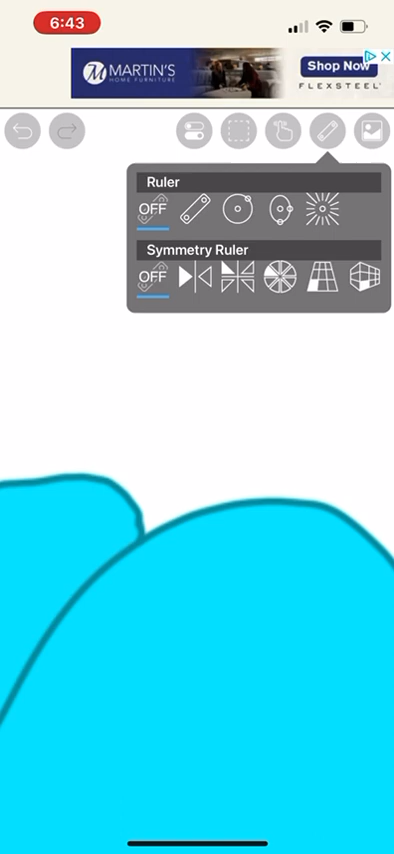 6:43
MARTIN'S
HOME FURNITURE
Shop Now
FLEXSTEEL
Ruler
OFF
Symmetry Ruler
OFF